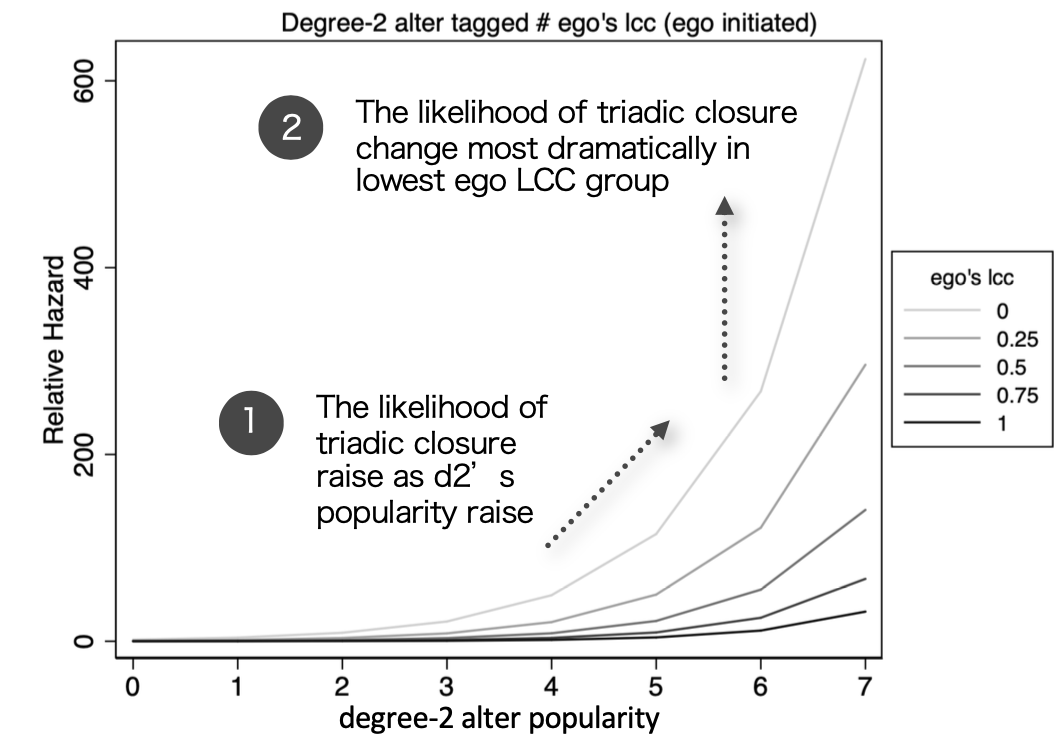 Degree-2 alter tagged # ego's lcc (ego initiated)
2
The likelihood of triadic closure
change most dramatically in
lowest ego LCC group
1
The likelihood of
triadic closure
raise as d2’ s
popularity raise
Relative Hazard
600
400
200
0
0 1 2 3 4 5 6 7
degree-2 alter popularity
ego's lcc
0
0.25
0.5
0.75
1